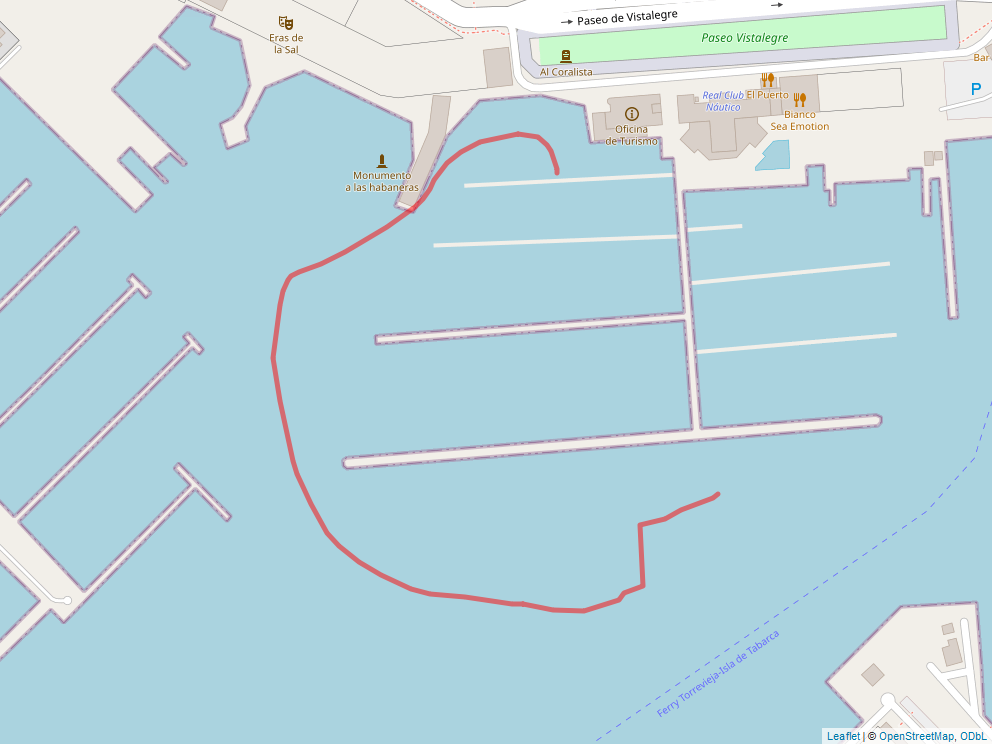 Paseo de Vistalegre
Eras de
la Sal
Paseo Vistalegre
Al Coralista
Bar
P
Real Club
Náutico
El Puerto
Bianco
Sea Emotion
Oficina
de Turismo
Monumento
a las habaneras
Ferry Torrevieja-Isla de Tabarca
Leaflet | © OpenStreetMap, ODbL